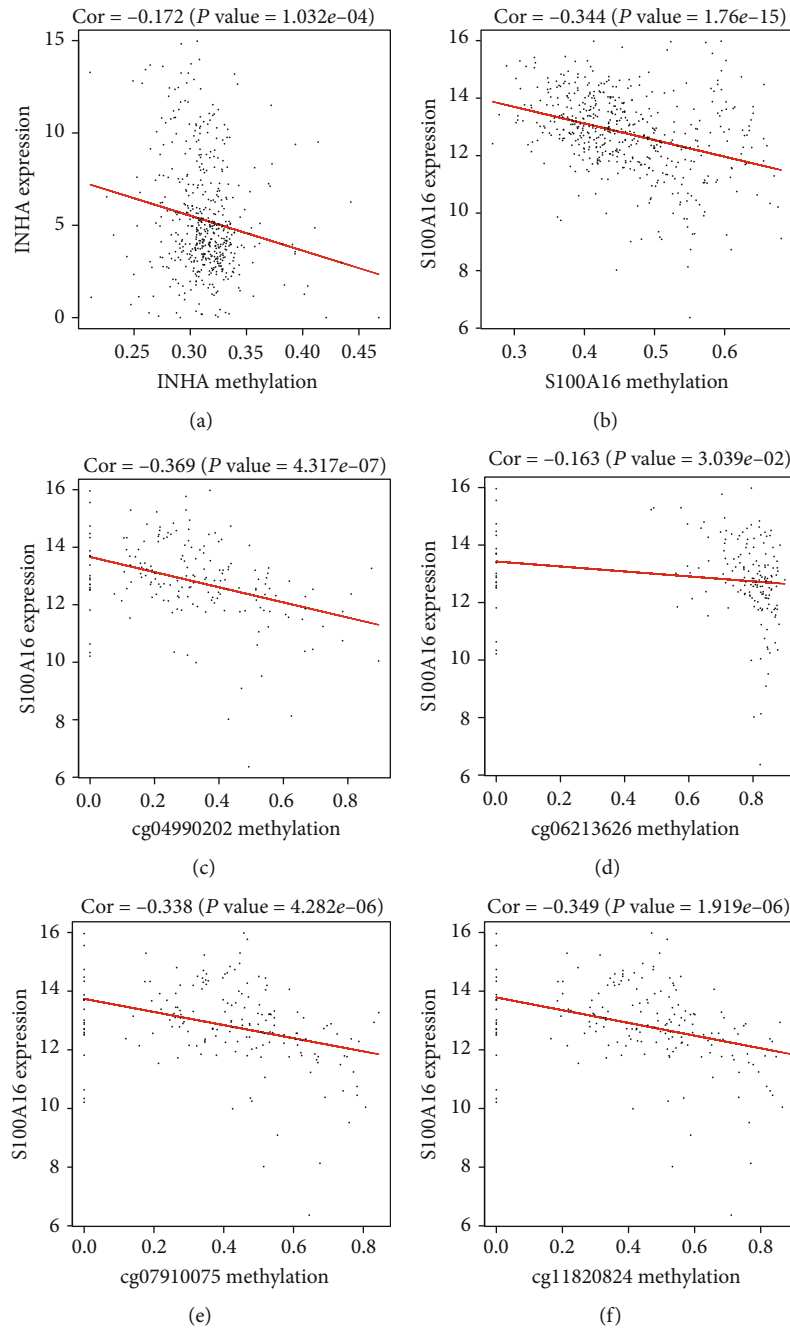 Cor = –0.172 (P value = 1.032e–04)
15
10
5
0
INHA expression
0.25 0.30 0.35 0.40 0.45
INHA methylation
(a)
Cor = –0.344 (P value = 1.76e–15)
16
14
12
10
8
6
S100A16 expression
0.3 0.4 0.5 0.6
S100A16 methylation
(b)
Cor = –0.369 (P value = 4.317e–07)
16
14
12
10
8
6
S100A16 expression
0.0 0.2 0.4 0.6 0.8
cg04990202 methylation
(c)
Cor = –0.163 (P value = 3.039e–02)
16
14
12
10
8
6
S100A16 expression
0.0 0.2 0.4 0.6 0.8
cg06213626 methylation
(d)
Cor = –0.338 (P value = 4.282e–06)
16
14
12
10
8
6
S100A16 expression
0.0 0.2 0.4 0.6 0.8
cg07910075 methylation
(e)
Cor = –0.349 (P value = 1.919e–06)
16
14
12
10
8
6
S100A16 expression
0.0 0.2 0.4 0.6 0.8
cg11820824 methylation
(f)